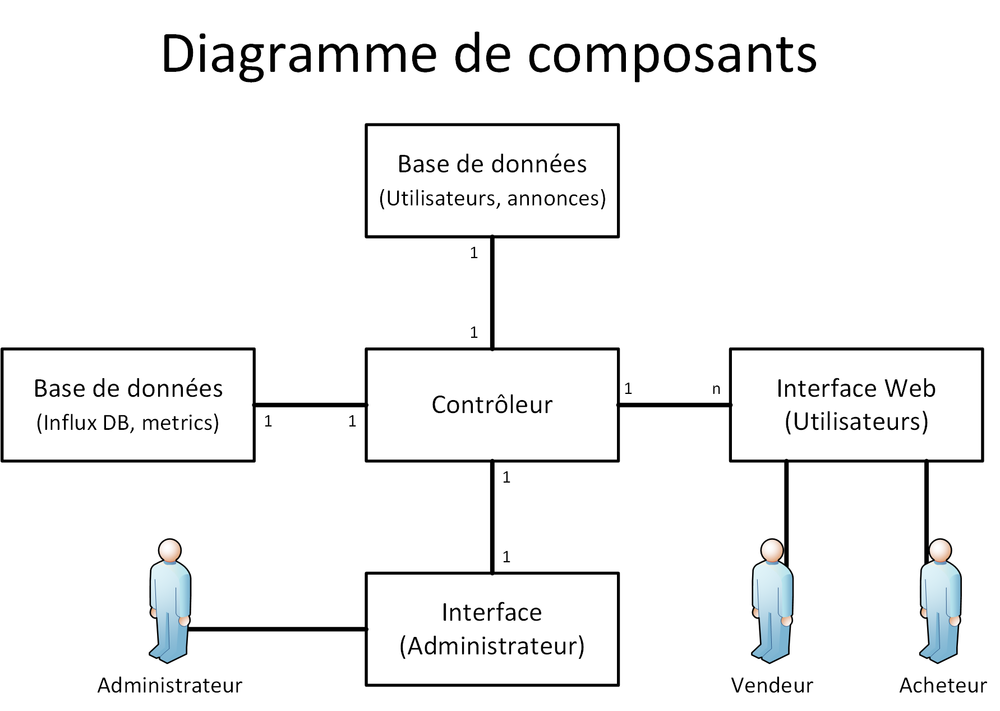 Diagramme de composants
Base de données
(Utilisateurs, annonces)
1
1
Base de données
(Influx DB, metrics)
1
1
Contrôleur
1
n
Interface Web
(Utilisateurs)
1
1
Interface
(Administrateur)
Administrateur
Vendeur
Acheteur